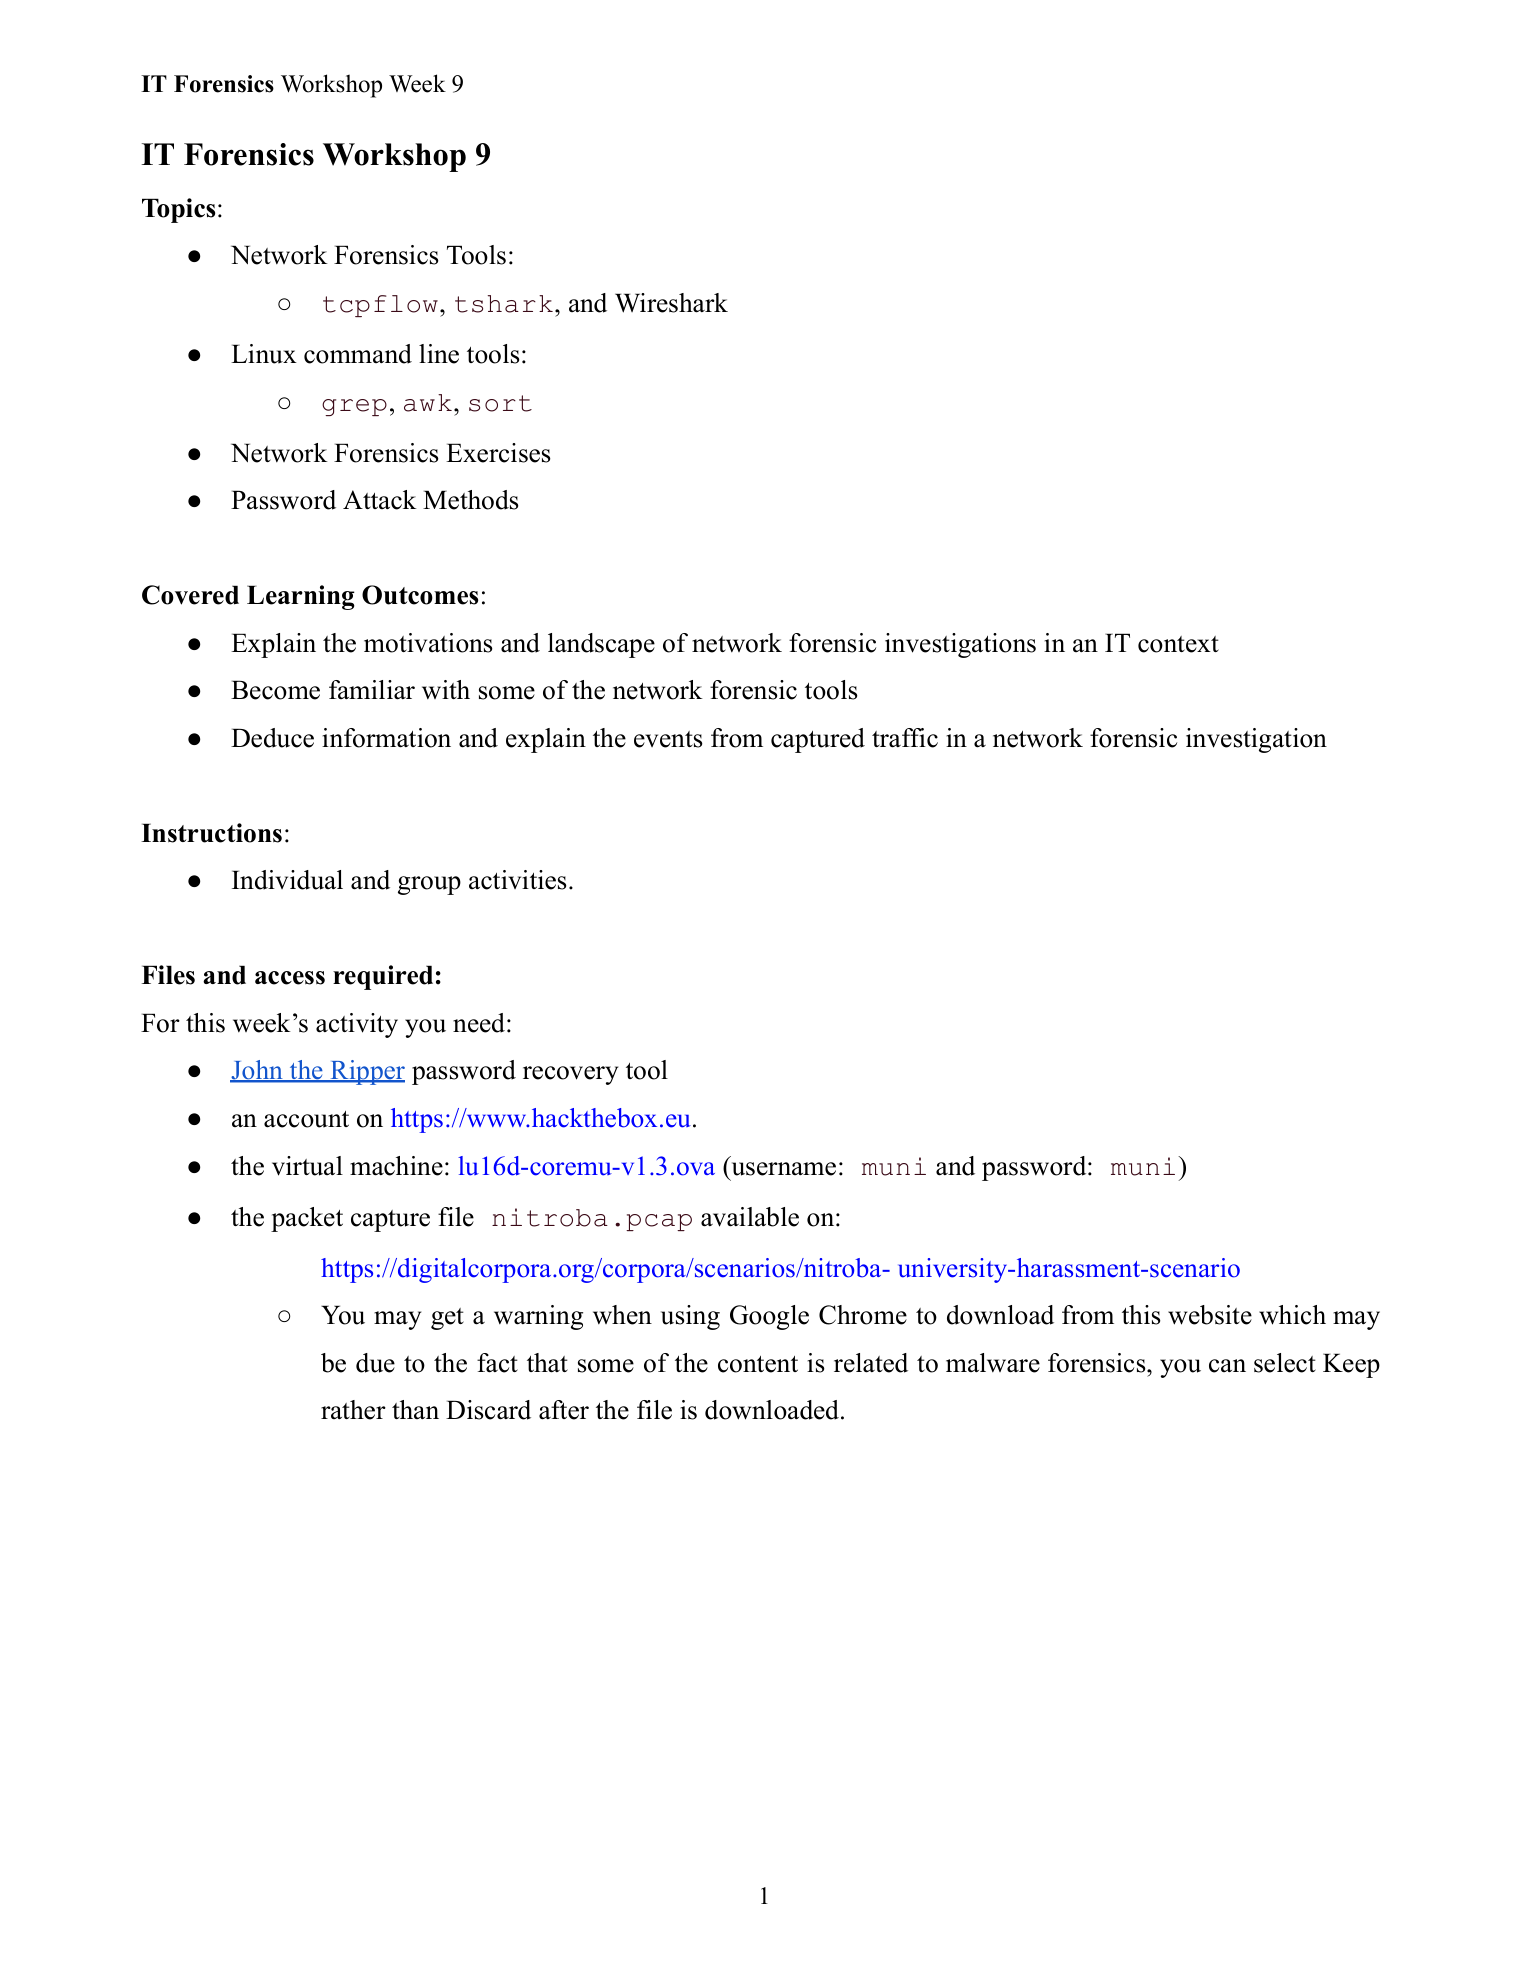 IT Forensics Workshop Week 9
IT Forensics Workshop 9
Topics:
● Network Forensics Tools:
○ tcpflow, tshark, and Wireshark
● Linux command line tools:
○ grep, awk, sort
● Network Forensics Exercises
● Password Attack Methods
Covered Learning Outcomes:
● Explain the motivations and landscape of network forensic investigations in an IT context
● Become familiar with some of the network forensic tools
● Deduce information and explain the events from captured traffic in a network forensic investigation
Instructions:
● Individual and group activities.
Files and access required:
For this week’s activity you need:
● John the Ripper password recovery tool
● an account on https://www.hackthebox.eu.
● the virtual machine: lu16d-coremu-v1.3.ova (username: muni and password: muni)
● the packet capture file nitroba.pcap available on:
https://digitalcorpora.org/corpora/scenarios/nitroba- university-harassment-scenario
○ You may get a warning when using Google Chrome to download from this website which may
be due to the fact that some of the content is related to malware forensics, you can select Keep
rather than Discard after the file is downloaded.
1